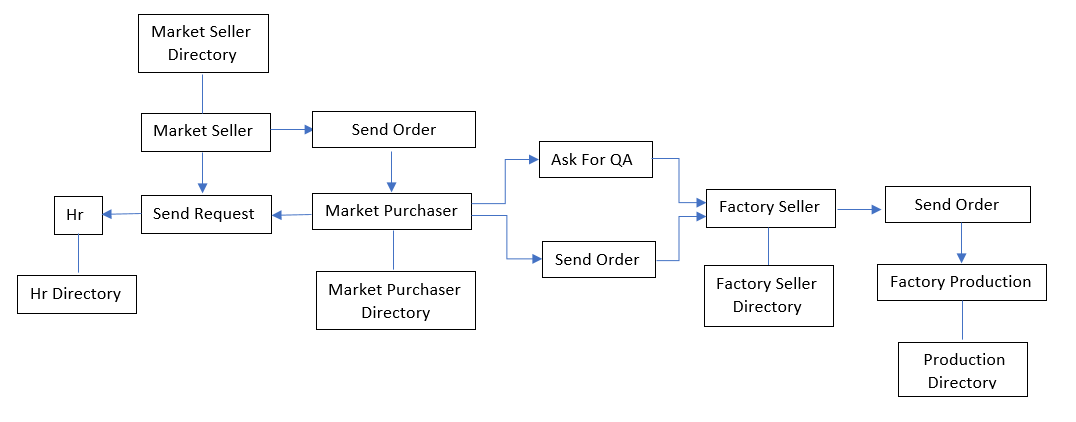 Market Seller
Directory
Market Seller
Send Order
Ask For QA
Hr
Send Request
Market Purchaser
Factory Seller
Send Order
Send Order
Hr Directory
Market Purchaser
Directory
Factory Seller
Directory
Factory Production
Production
Directory